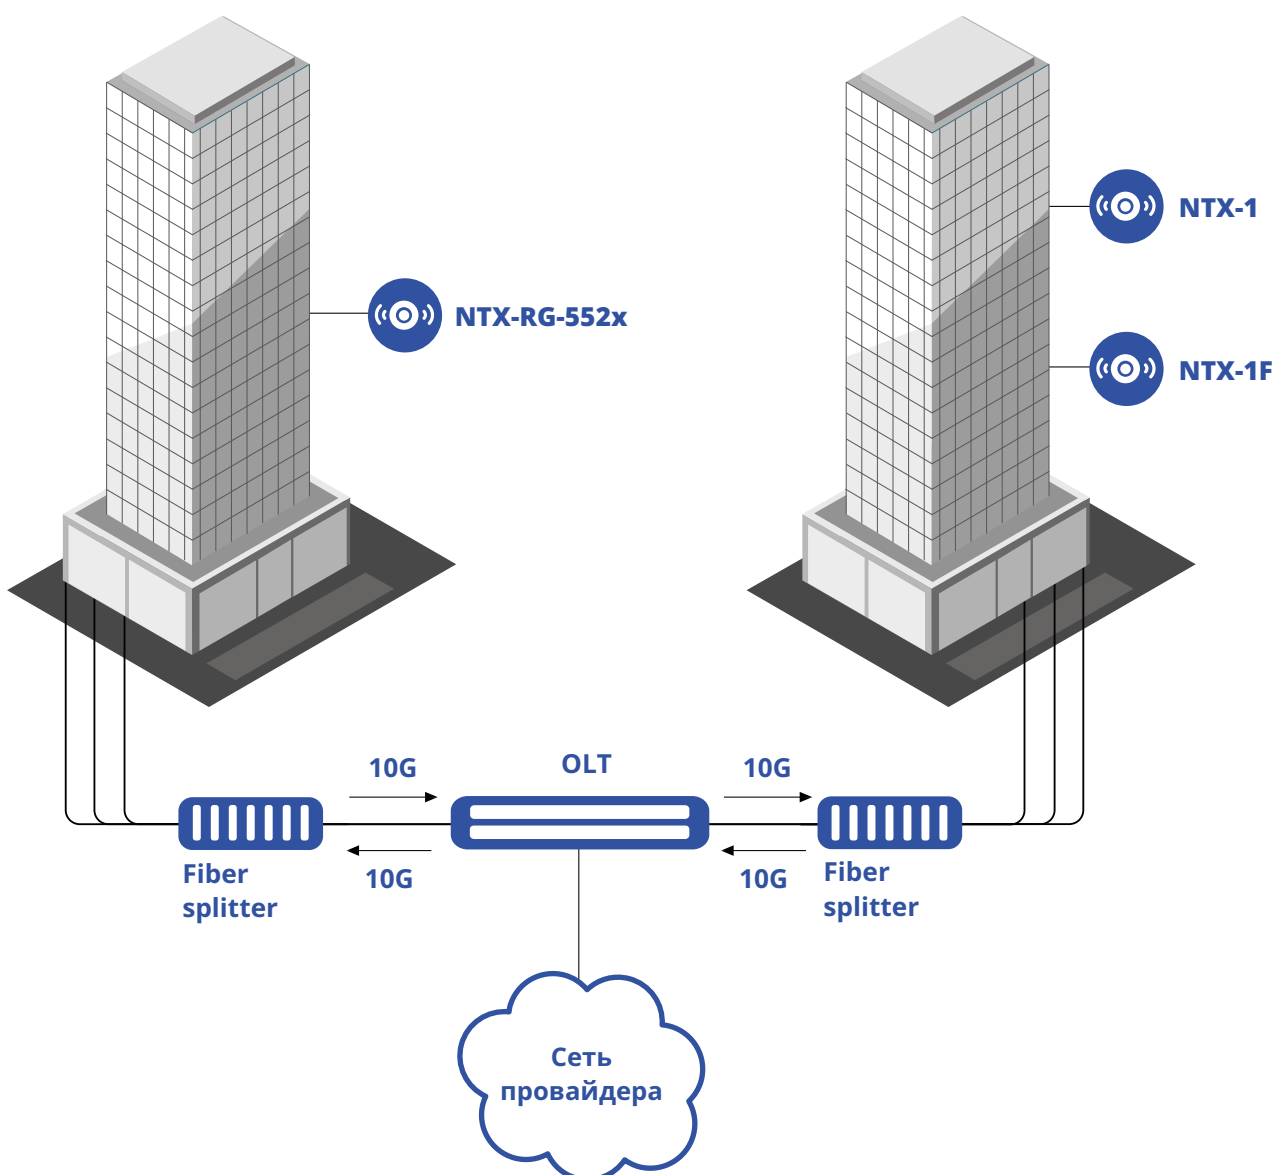 NTX-1
NTX-RG-552x
NTX-1F
OLT
10G
10G
10G
10G
Fiber
splitter
Fiber
splitter
Сеть
провайдера